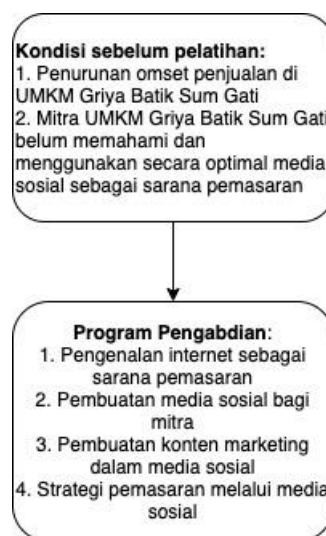 Kondisi sebelum pelatihan:
1. Penurunan omset penjualan di
UMKM Griya Batik Sum Gati
2. Mitra UMKM Griya Batik Sum Gati
belum memahami dan
menggunakan secara optimal media
sosial sebagai sarana pemasaran
Program Pengabdian:
1. Pengenalan internet sebagai
sarana pemasaran
2. Pembuatan media sosial bagi
mitra
3. Pembuatan konten marketing
dalam media sosial
4. Strategi pemasaran melalui media
sosial